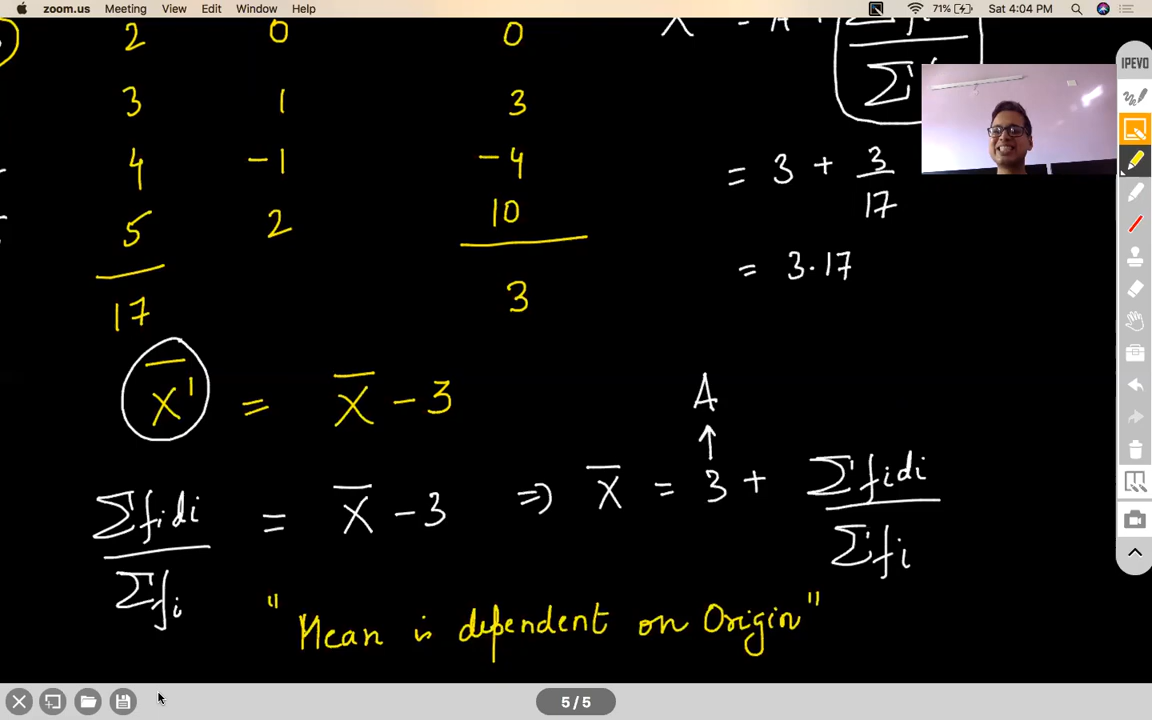 zoom.us Meeting View Edit Window Help 71% Sat 4:04 PM
IPEVO
2 0 0
3 1 3
4 -1 -4
5 2 10
17 3
= 3 + 3/17
= 3.17
X̄' = X̄ - 3
A
↑
Σfidi/Σfi = X̄ - 3 ⇒ X̄ = 3 + Σfidi/Σfi
"Mean is dependent on Origin"
5 / 5